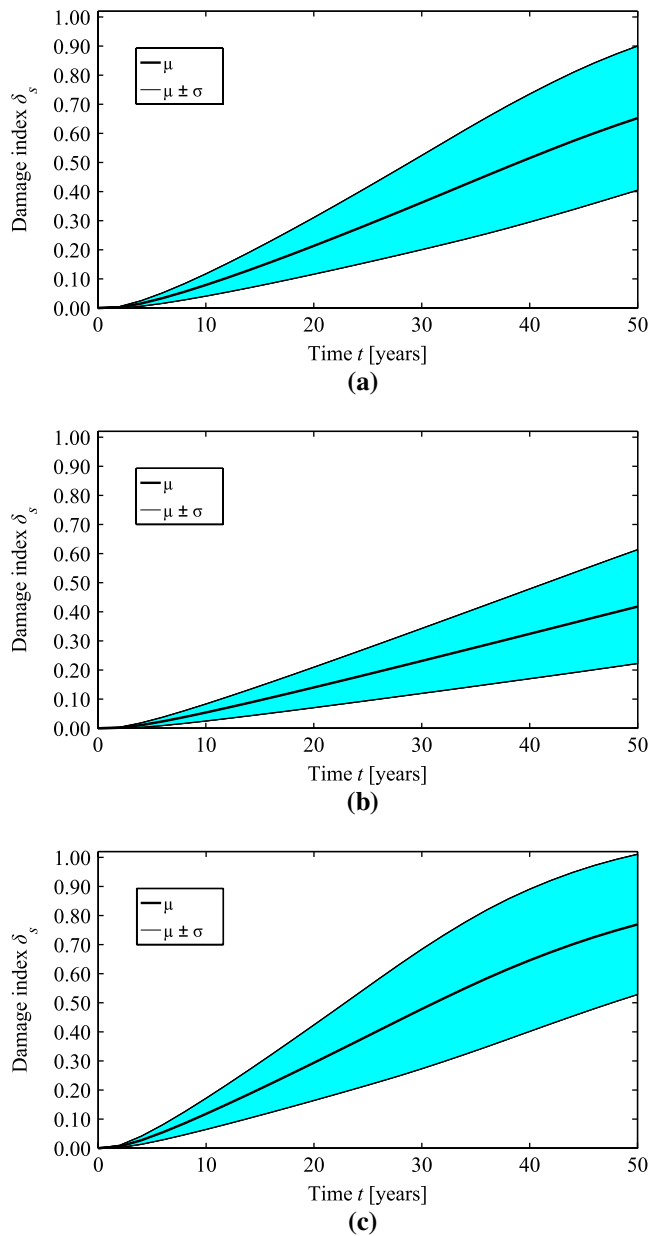 1.00
0.90
0.80
0.70
0.60
0.50
0.40
0.30
0.20
0.10
0.00
Damage index δs
μ
μ ± σ
0 10 20 30 40 50
Time t [years]
(a)
1.00
0.90
0.80
0.70
0.60
0.50
0.40
0.30
0.20
0.10
0.00
Damage index δs
μ
μ ± σ
0 10 20 30 40 50
Time t [years]
(b)
1.00
0.90
0.80
0.70
0.60
0.50
0.40
0.30
0.20
0.10
0.00
Damage index δs
μ
μ ± σ
0 10 20 30 40 50
Time t [years]
(c)